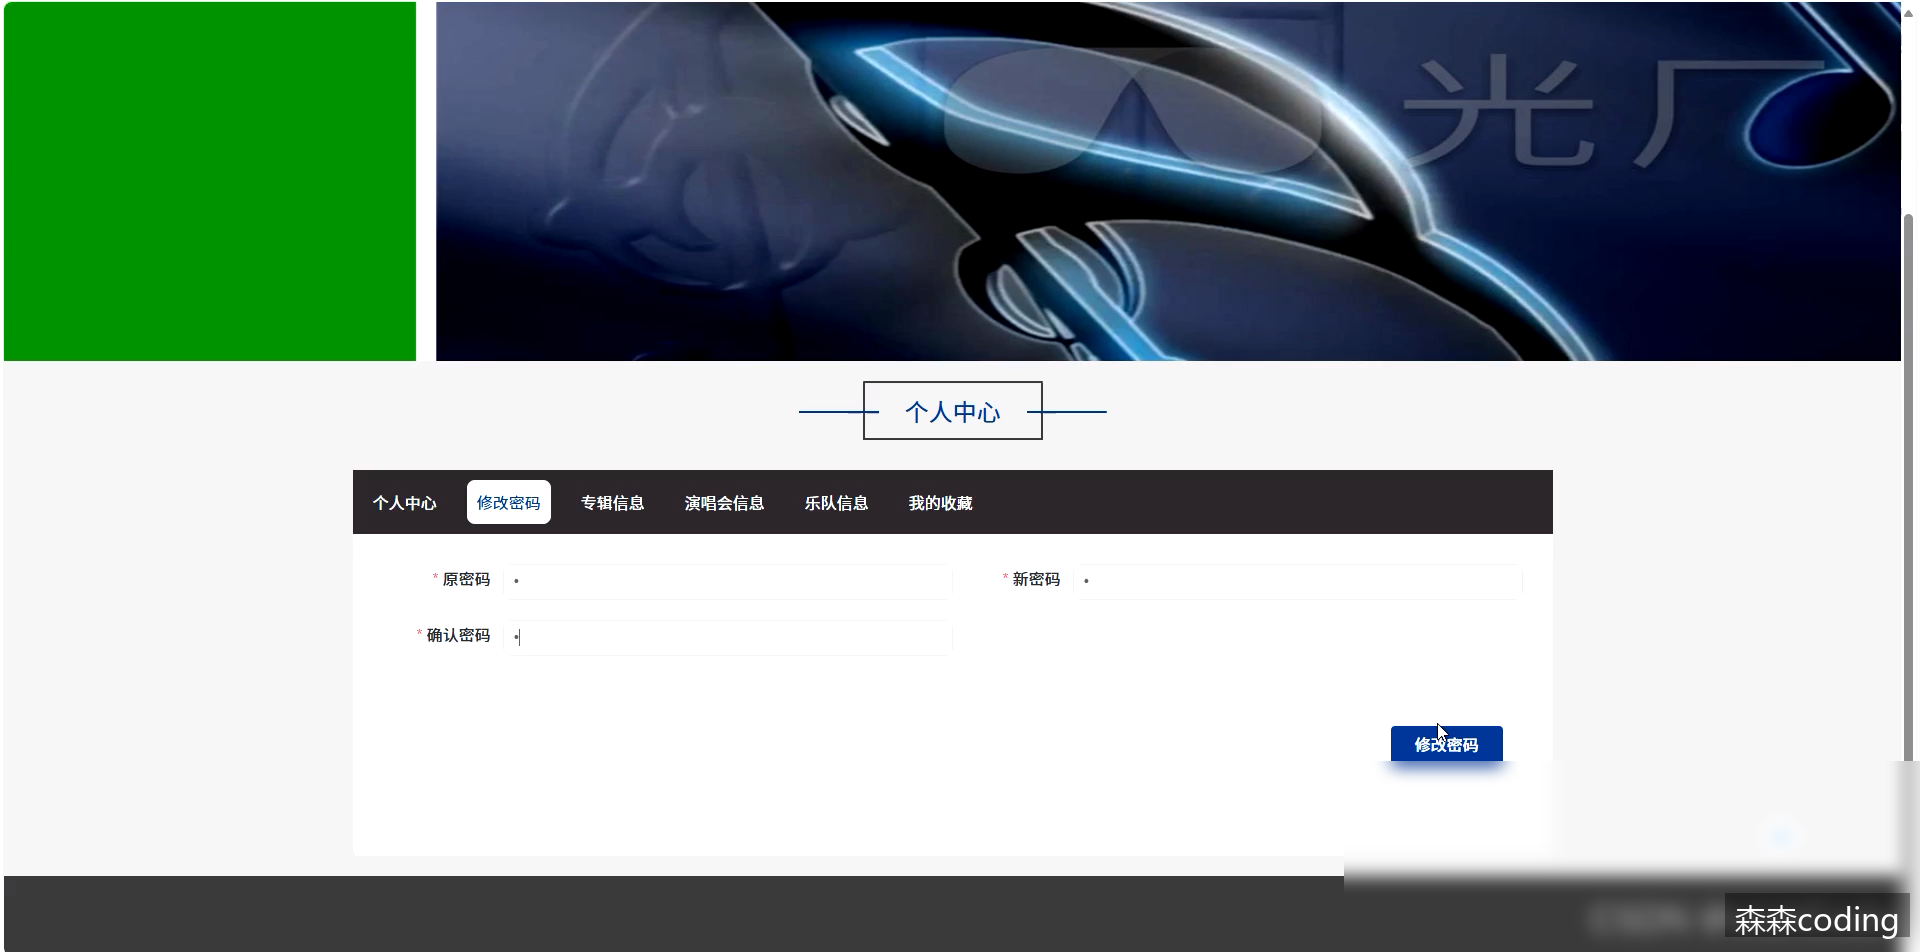 光厂
个人中心
个人中心 修改密码 专辑信息 演唱会信息 乐队信息 我的收藏
* 原密码 •
* 新密码 •
* 确认密码 •
修改密码
森森coding